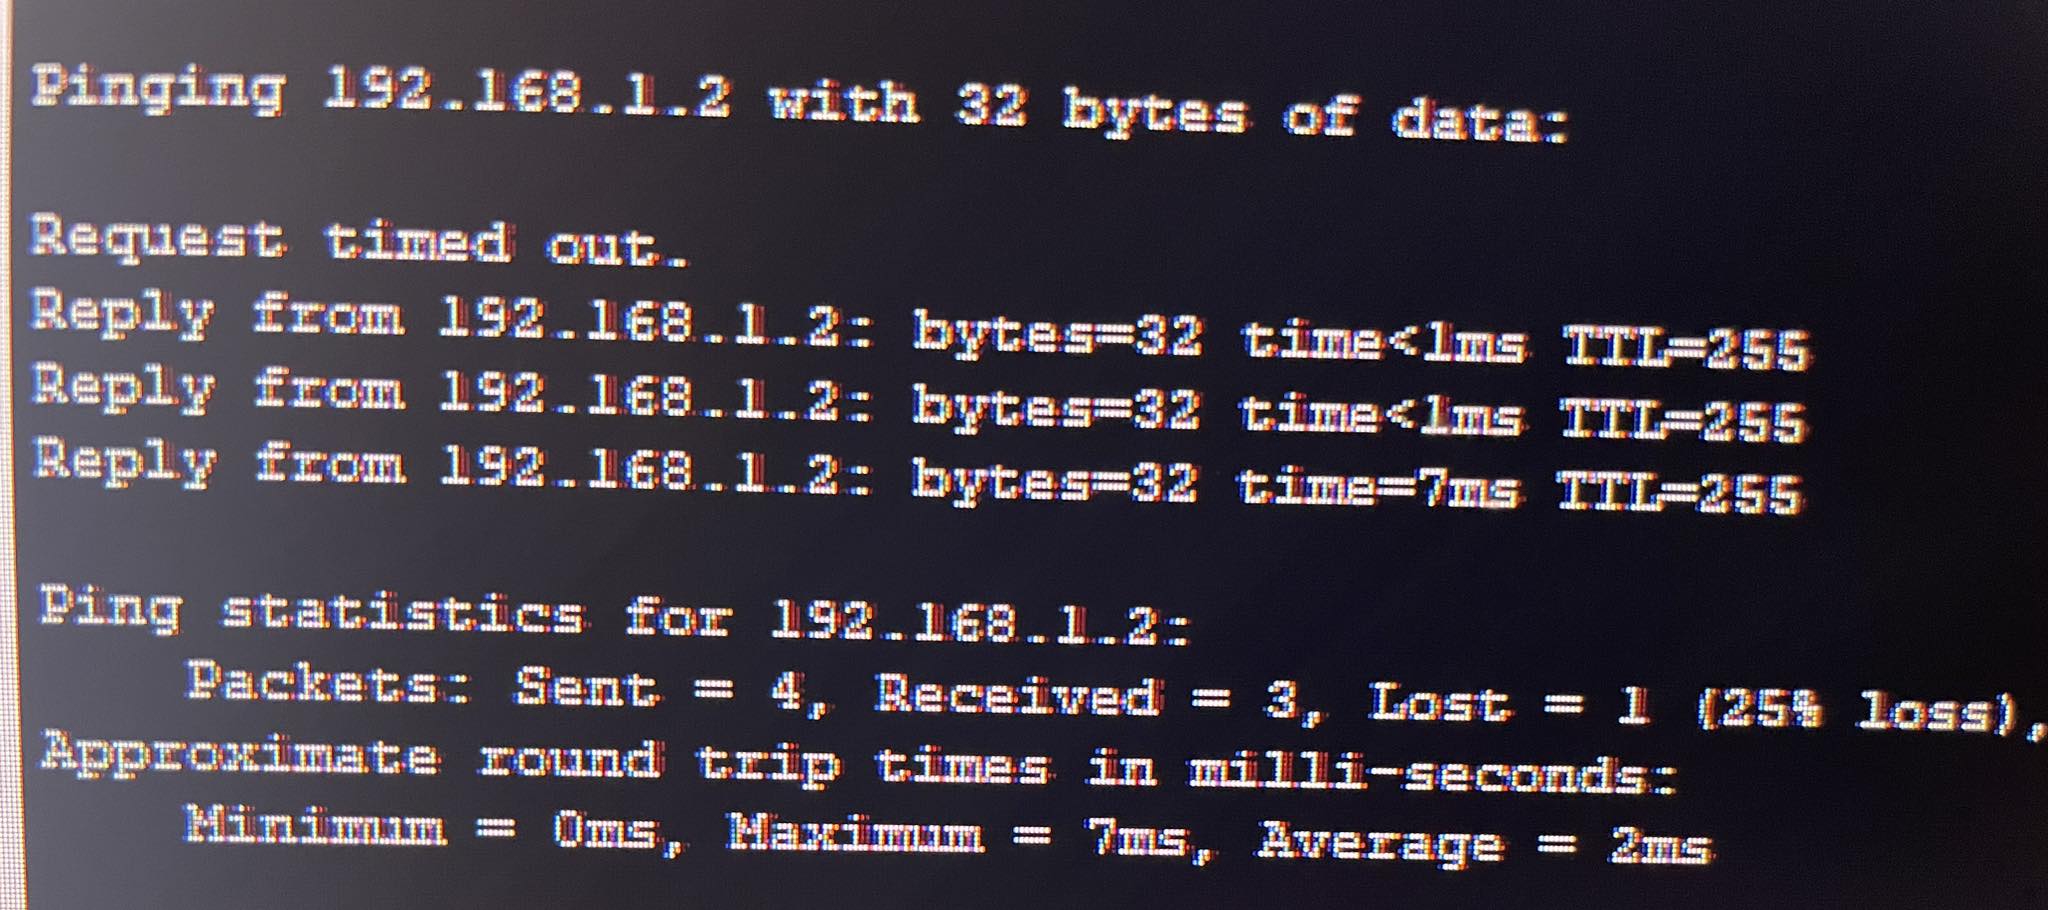 Pinging 192.168.1.2 with 32 bytes of data:
Request timed out.
Reply from 192.168.1.2: bytes=32 time<1ms TTL=255
Reply from 192.168.1.2: bytes=32 time<1ms TTL=255
Reply from 192.168.1.2: bytes=32 time=7ms TTL=255
Ping statistics for 192.168.1.2:
Packets: Sent = 4, Received = 3, Lost = 1 (25% loss),
Approximate round trip times in milli-seconds:
Minimum = 0ms, Maximum = 7ms, Average = 2ms